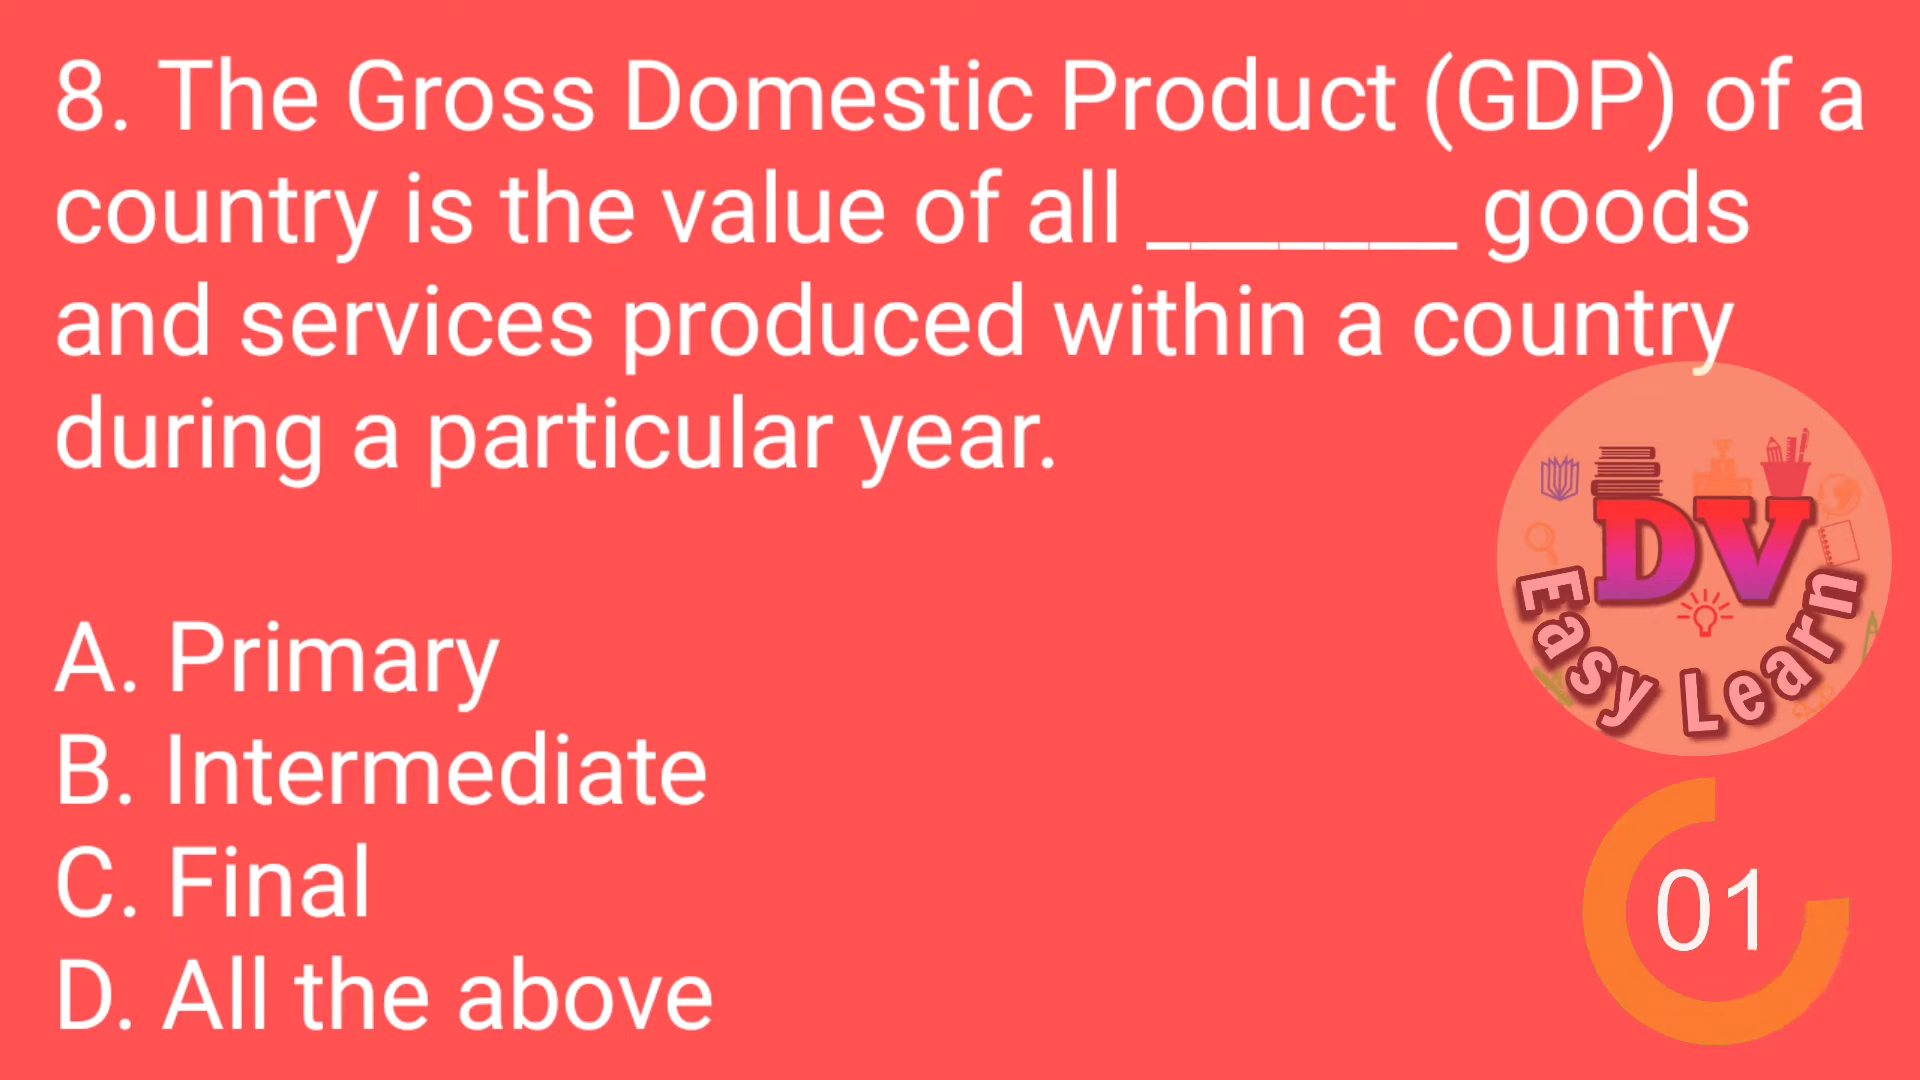 8. The Gross Domestic Product (GDP) of a
country is the value of all _______ goods
and services produced within a country
during a particular year.
A. Primary
B. Intermediate
C. Final
D. All the above
DV
Easy Learn
01